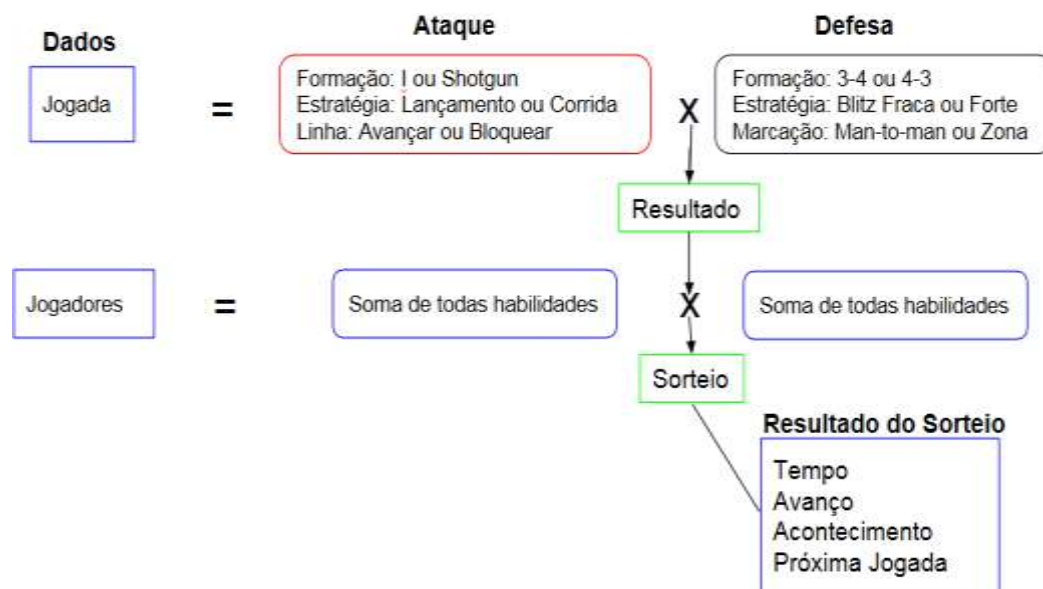 Dados
Ataque
Defesa
Jogada
=
Formação: I ou Shotgun
Estratégia: Lançamento ou Corrida
Linha: Avançar ou Bloquear
X
Formação: 3-4 ou 4-3
Estratégia: Blitz Fraca ou Forte
Marcação: Man-to-man ou Zona
Resultado
Jogadores
=
Soma de todas habilidades
X
Soma de todas habilidades
Sorteio
Resultado do Sorteio
Tempo
Avanço
Acontecimento
Próxima Jogada